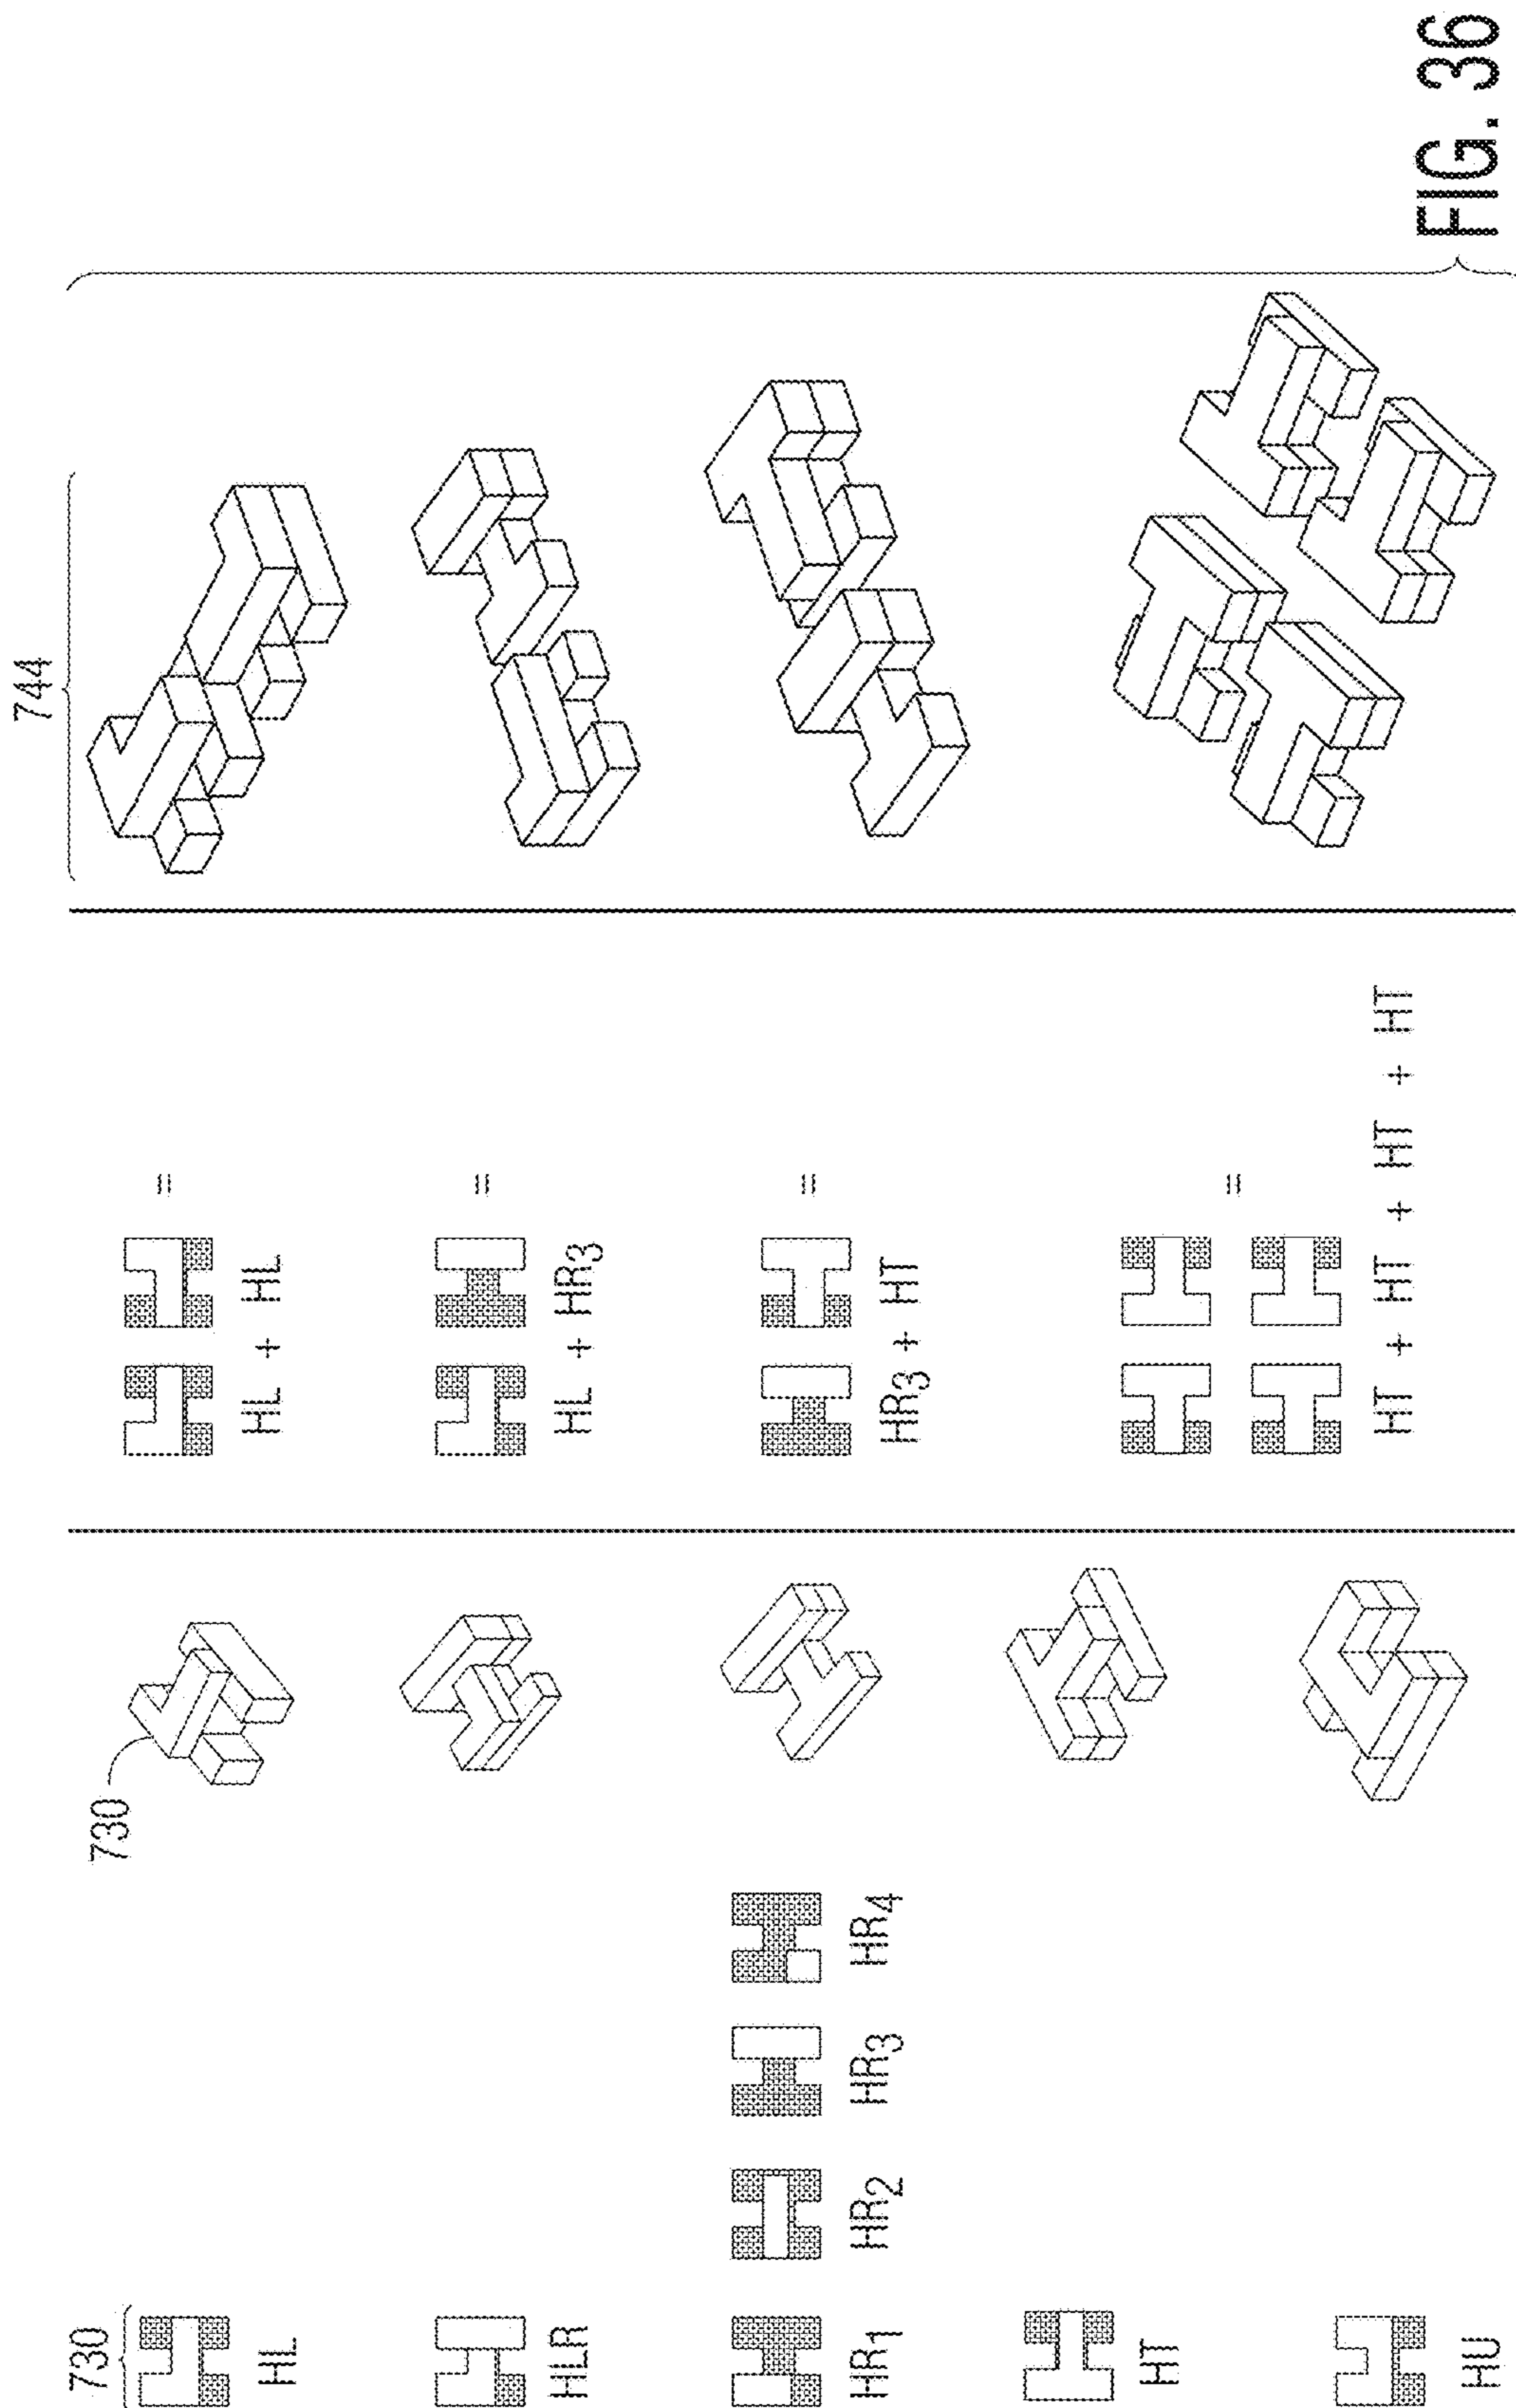 730
HL
HLR
HR1 HR2 HR3 HR4
HT
HU
730
HL + HL
=
HL + HR3
=
HR3 + HT
=
HT + HT + HT + HT
=
744
FIG. 36